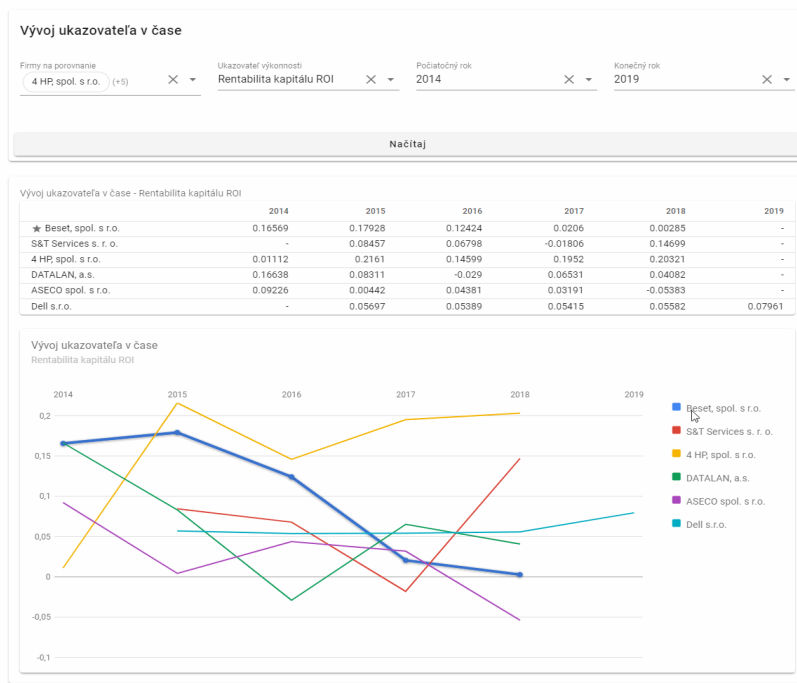 Vývoj ukazovateľa v čase
Firmy na porovnanie Ukazovateľ výkonnosti Počiatočný rok Konečný rok
4 HP, spol. s r.o. (+5) Rentabilita kapitálu ROI 2014 2019
Načítaj
Vývoj ukazovateľa v čase - Rentabilita kapitálu ROI
2014 2015 2016 2017 2018 2019
★ Beset, spol. s r.o. 0.16569 0.17928 0.12424 0.0206 0.00285 -
S&T Services s. r. o. - 0.08457 0.06798 -0.01806 0.14699 -
4 HP, spol. s r.o. 0.01112 0.2161 0.14599 0.1952 0.20321 -
DATALAN, a.s. 0.16638 0.08311 -0.029 0.06531 0.04082 -
ASECO spol. s r.o. 0.09226 0.00442 0.04381 0.03191 -0.05383 -
Dell s.r.o. - 0.05697 0.05389 0.05415 0.05582 0.07961
Vývoj ukazovateľa v čase
Rentabilita kapitálu ROI
2014 2015 2016 2017 2018 2019
0,2
0,15
0,1
0,05
0
-0,05
-0,1
Beset, spol. s r.o.
S&T Services s. r. o.
4 HP, spol. s r.o.
DATALAN, a.s.
ASECO spol. s r.o.
Dell s.r.o.